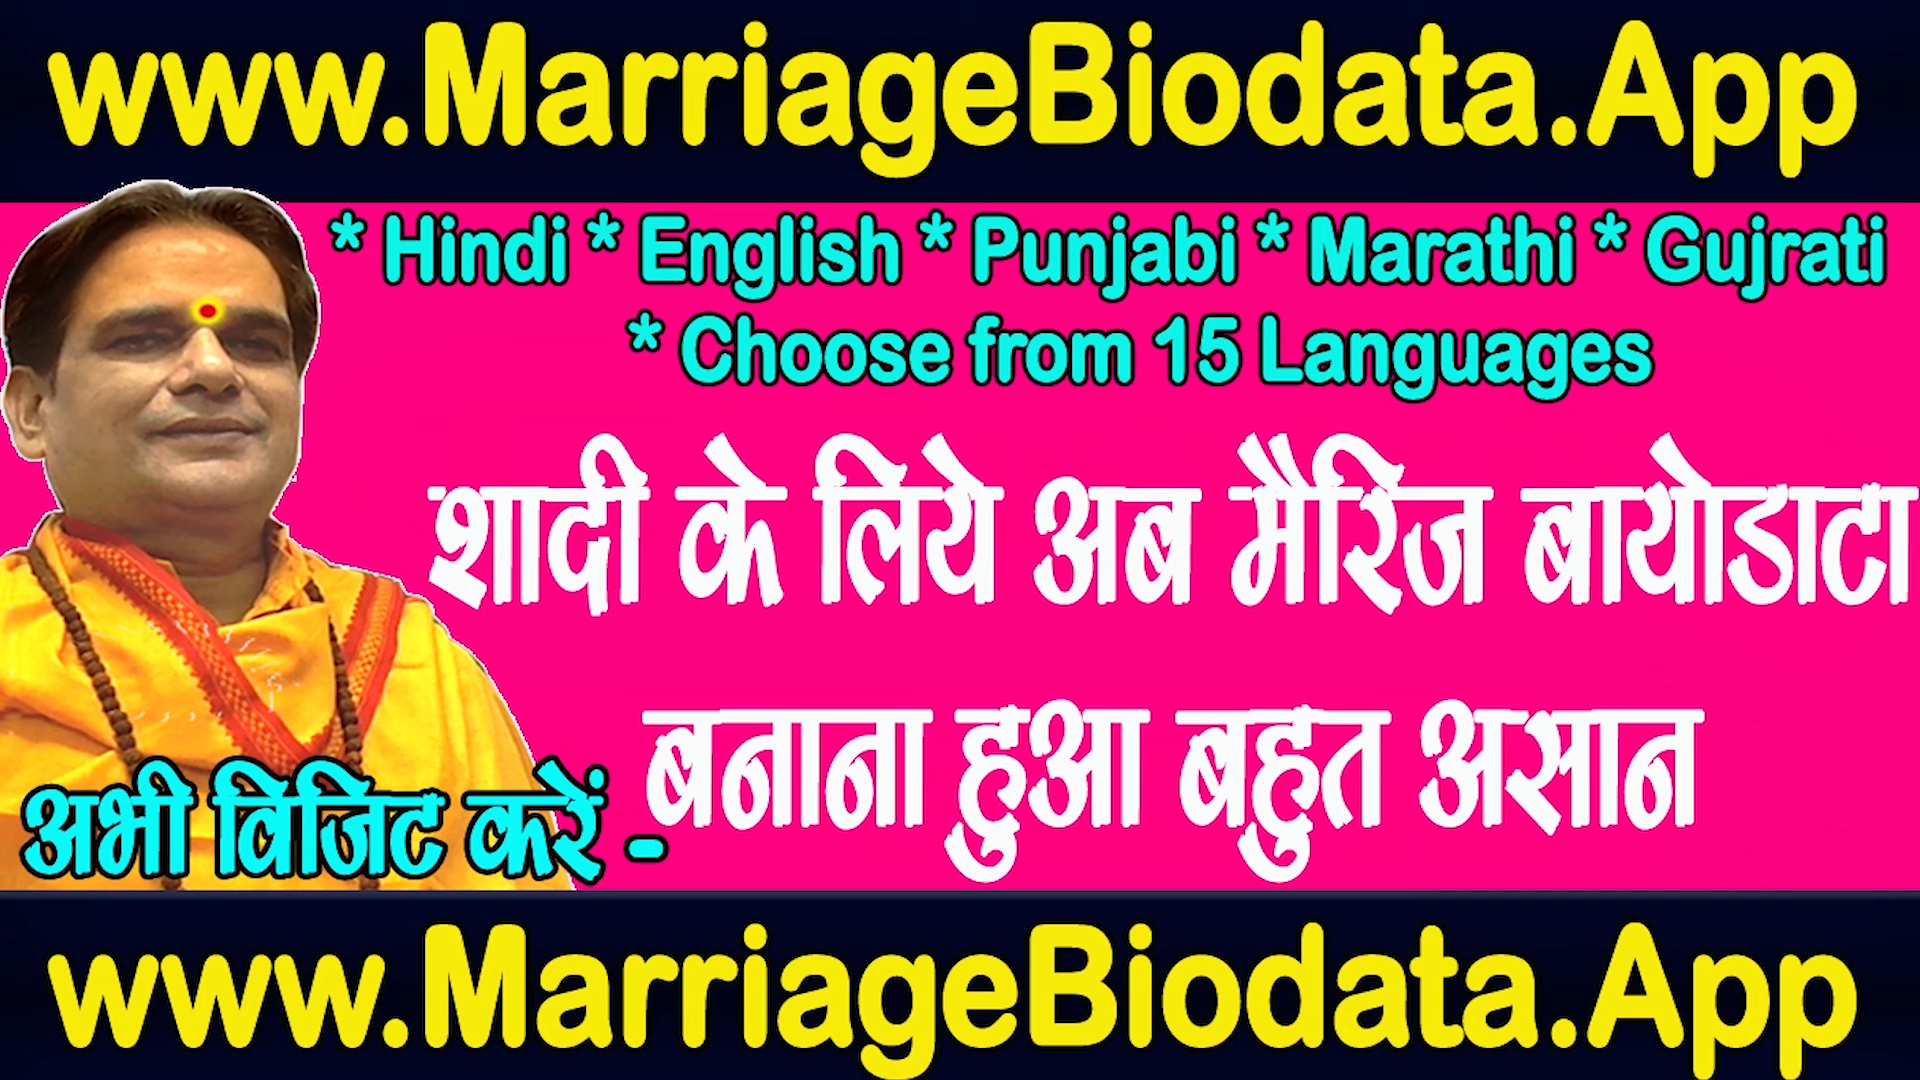 www.MarriageBiodata.App
* Hindi * English * Punjabi * Marathi * Gujrati
* Choose from 15 Languages
शादी के लिये अब मैरिज बायोडाटा
बनाना हुआ बहुत असान
अभी विजिट करें -
www.MarriageBiodata.App